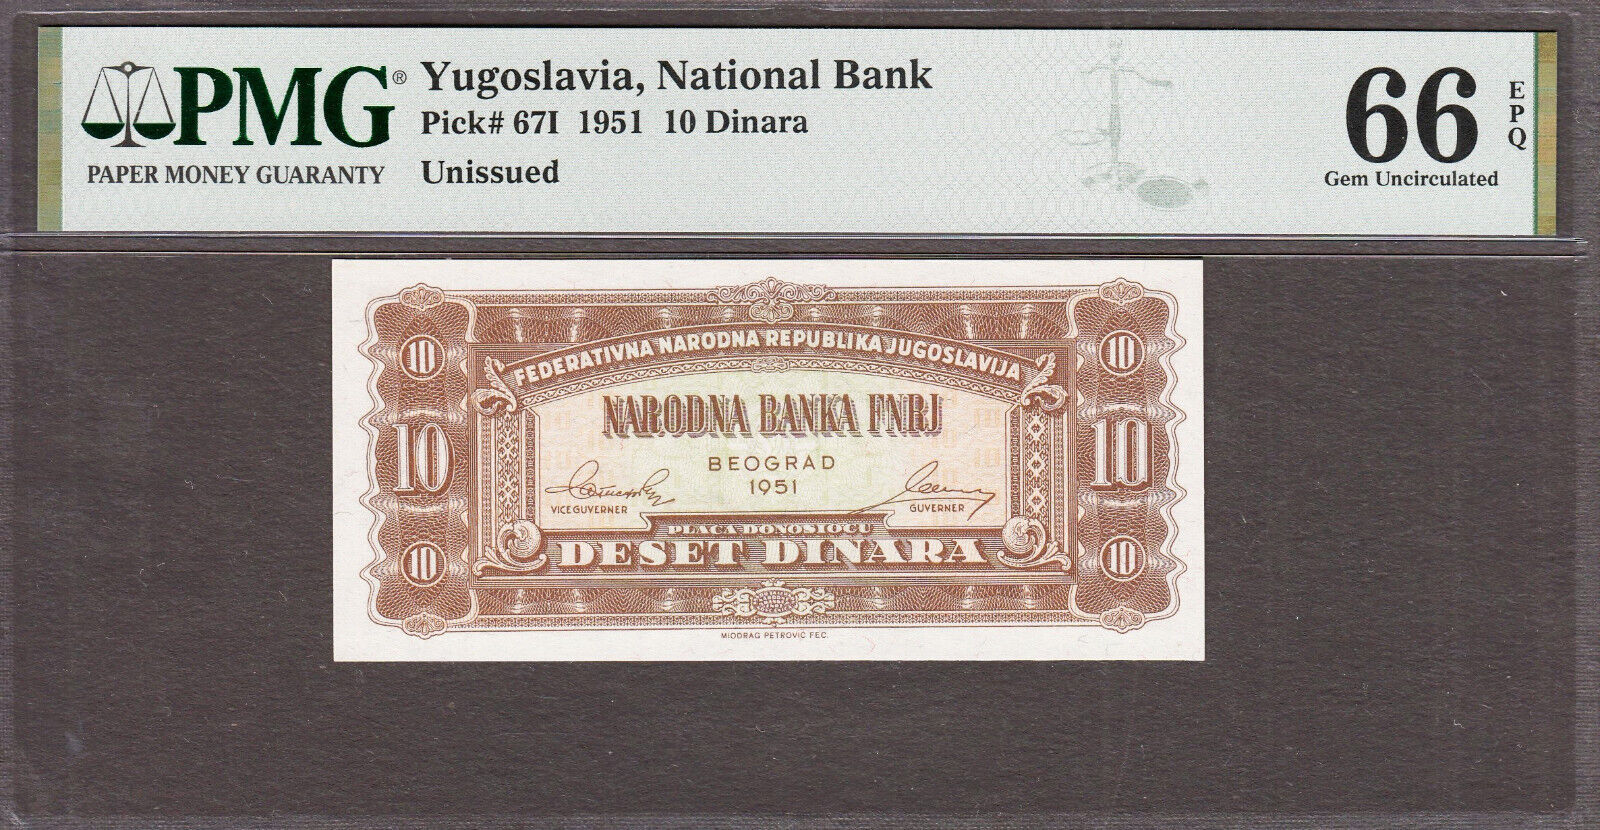 PMG®
PAPER MONEY GUARANTY
Yugoslavia, National Bank
Pick# 67I 1951 10 Dinara
Unissued
66
EPQ
Gem Uncirculated
10 10
FEDERATIVNA NARODNA REPUBLIKA JUGOSLAVIJA
NARODNA BANKA FNRJ
10 10
BEOGRAD
1951
VICEGUVERNER GUVERNER
PLAĆA DONOSIOCU
DESET DINARA
10 10
MIODRAG PETROVIĆ FEC.